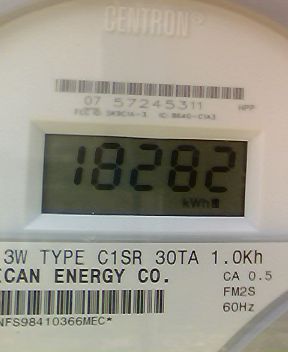 CENTRON®
07 57245311
HPP
18282
kWh
3W TYPE C1SR 30TA 1.0Kh
ICAN ENERGY CO.
CA 0.5
FM2S
60Hz
NFS98410366MEC*